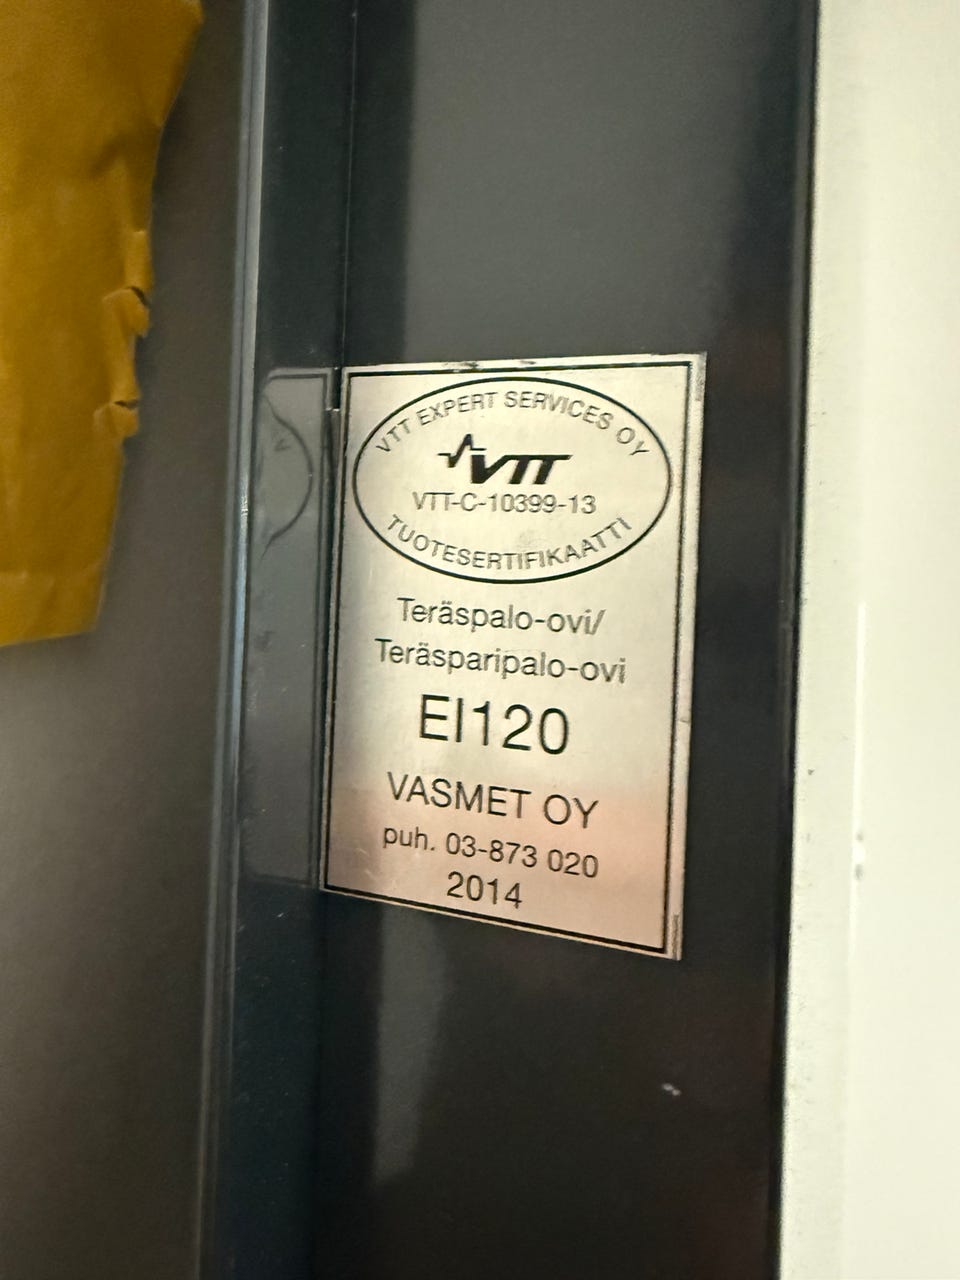 VTT EXPERT SERVICES OY
VTT
VTT-C-10399-13
TUOTESERTIFIKAATTI
Teräspalo-ovi/
Teräsparipalo-ovi
EI120
VASMET OY
puh. 03-873 020
2014